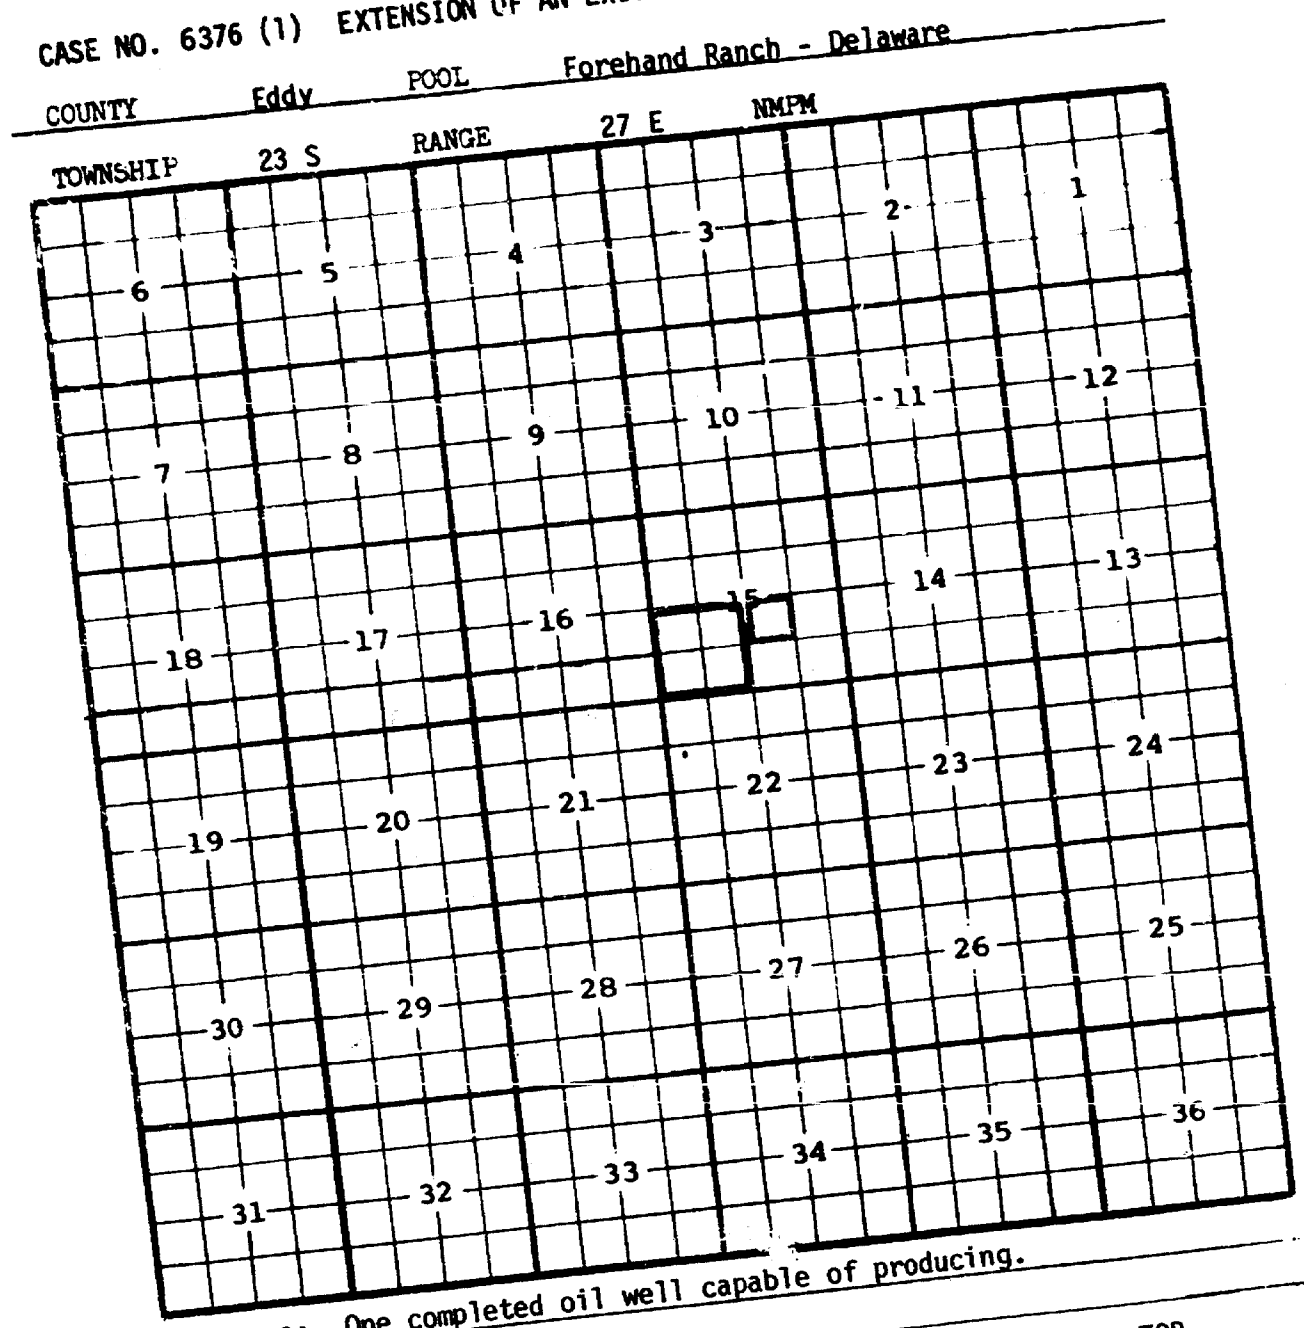 CASE NO. 6376 (1) EXTENSION OF AN
COUNTY Eddy POOL Forehand Ranch - Delaware
TOWNSHIP 23 S RANGE 27 E NMPM
6 5 4 3 2 1
7 8 9 10 11 12
18 17 16 15 14 13
19 20 21 22 23 24
30 29 28 27 26 25
31 32 33 34 35 36
One completed oil well capable of producing.